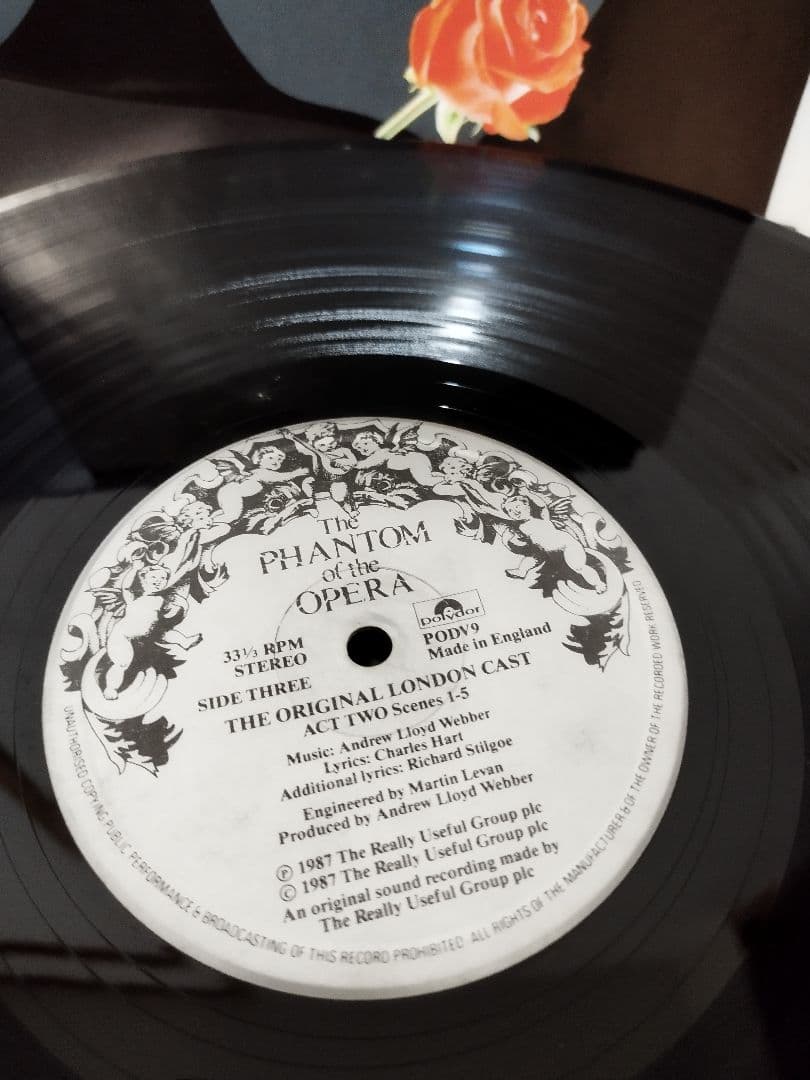 The
PHANTOM
of the
OPERA
polydor
33⅓ RPM
STEREO
PODV9
Made in England
SIDE THREE
THE ORIGINAL LONDON CAST
ACT TWO Scenes 1-5
Music: Andrew Lloyd Webber
Lyrics: Charles Hart
Additional lyrics: Richard Stilgoe
Engineered by Martin Levan
Produced by Andrew Lloyd Webber
℗ 1987 The Really Useful Group plc
© 1987 The Really Useful Group plc
An original sound recording made by
The Really Useful Group plc
UNAUTHORISED COPYING PUBLIC PERFORMANCE & BROADCASTING OF THIS RECORD PROHIBITED. ALL RIGHTS OF THE MANUFACTURER & OF THE OWNER OF THE RECORDED WORK RESERVED